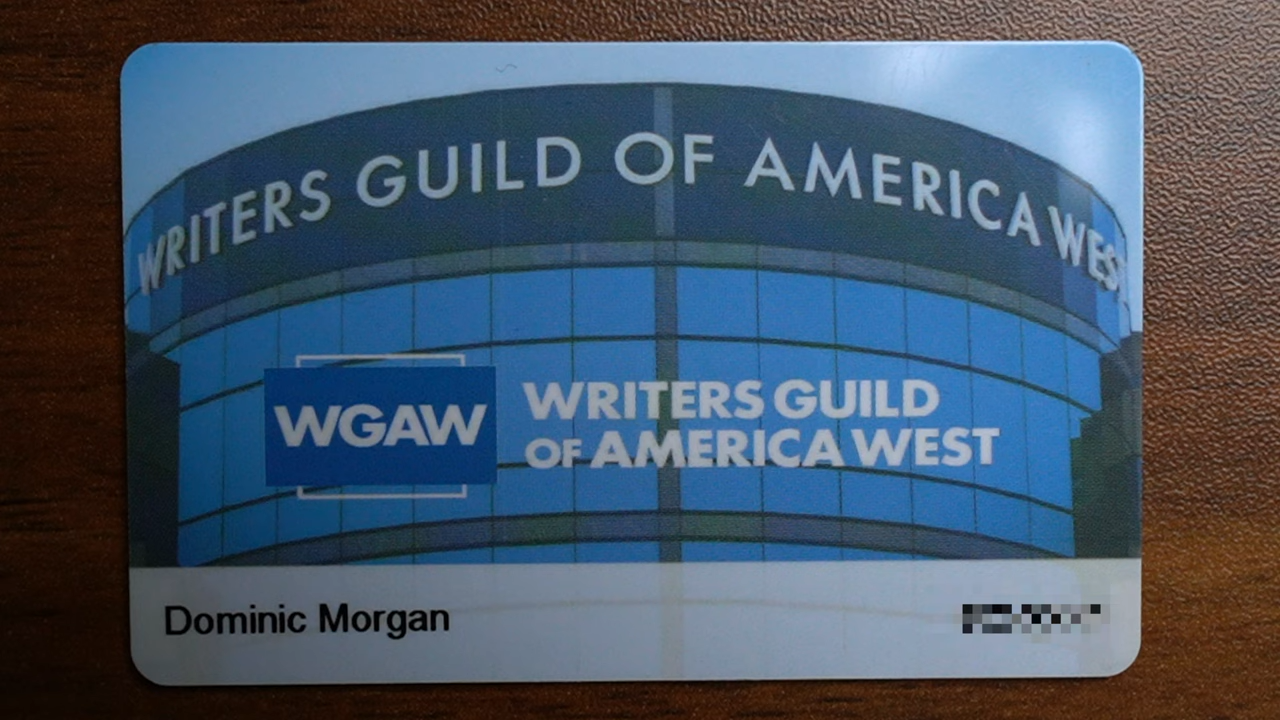 WRITERS GUILD OF AMERICA WEST
WGAW
WRITERS GUILD
OF AMERICA WEST
Dominic Morgan